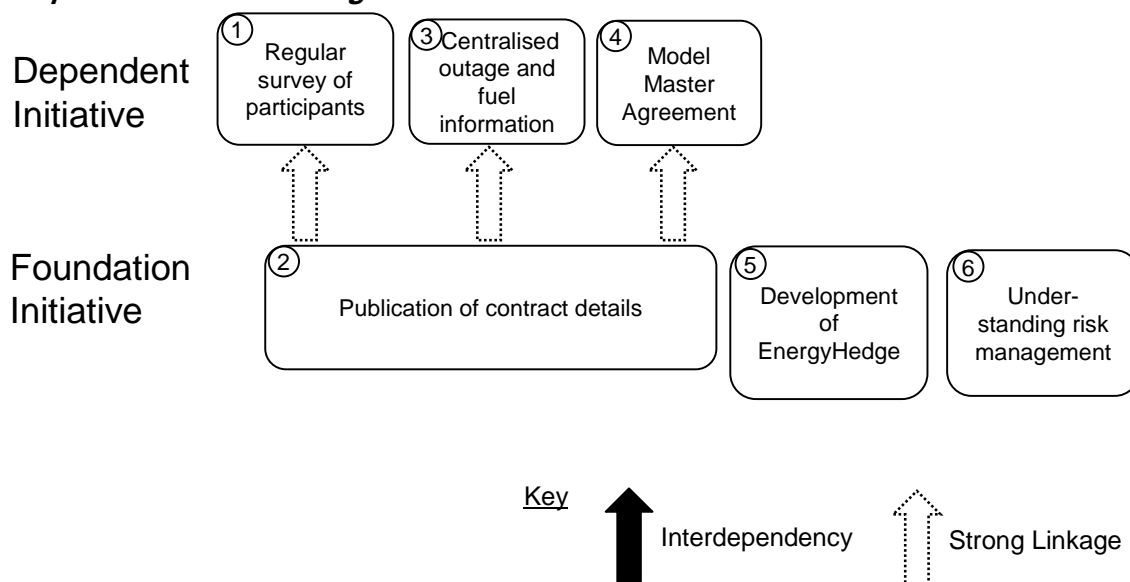 1
Regular
survey of
participants
3
Centralised
outage and
fuel
information
4
Model
Master
Agreement
Dependent
Initiative
2
Publication of contract details
5
Development
of
EnergyHedge
6
Under-
standing risk
management
Foundation
Initiative
Key
Interdependency
Strong Linkage